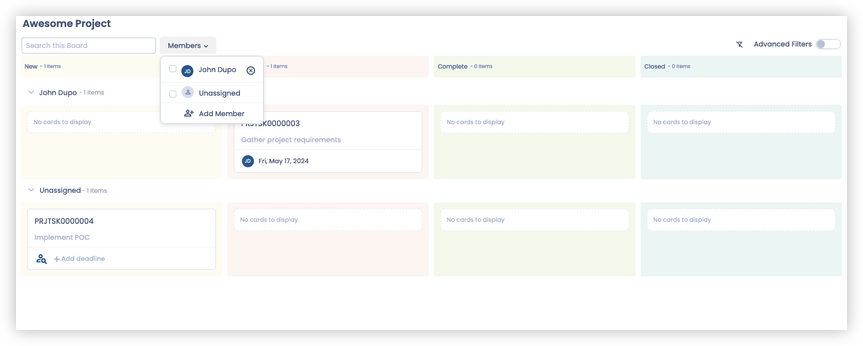 Awesome Project
Search this Board
Members
Advanced Filters
New - 1 items
- 1 items
Complete - 0 items
Closed - 0 items
JD John Dupo
Unassigned
Add Member
John Dupo - 1 items
No cards to display
PRJTSK0000003
Gather project requirements
JD Fri, May 17, 2024
No cards to display
No cards to display
Unassigned - 1 items
PRJTSK0000004
Implement POC
Add deadline
No cards to display
No cards to display
No cards to display